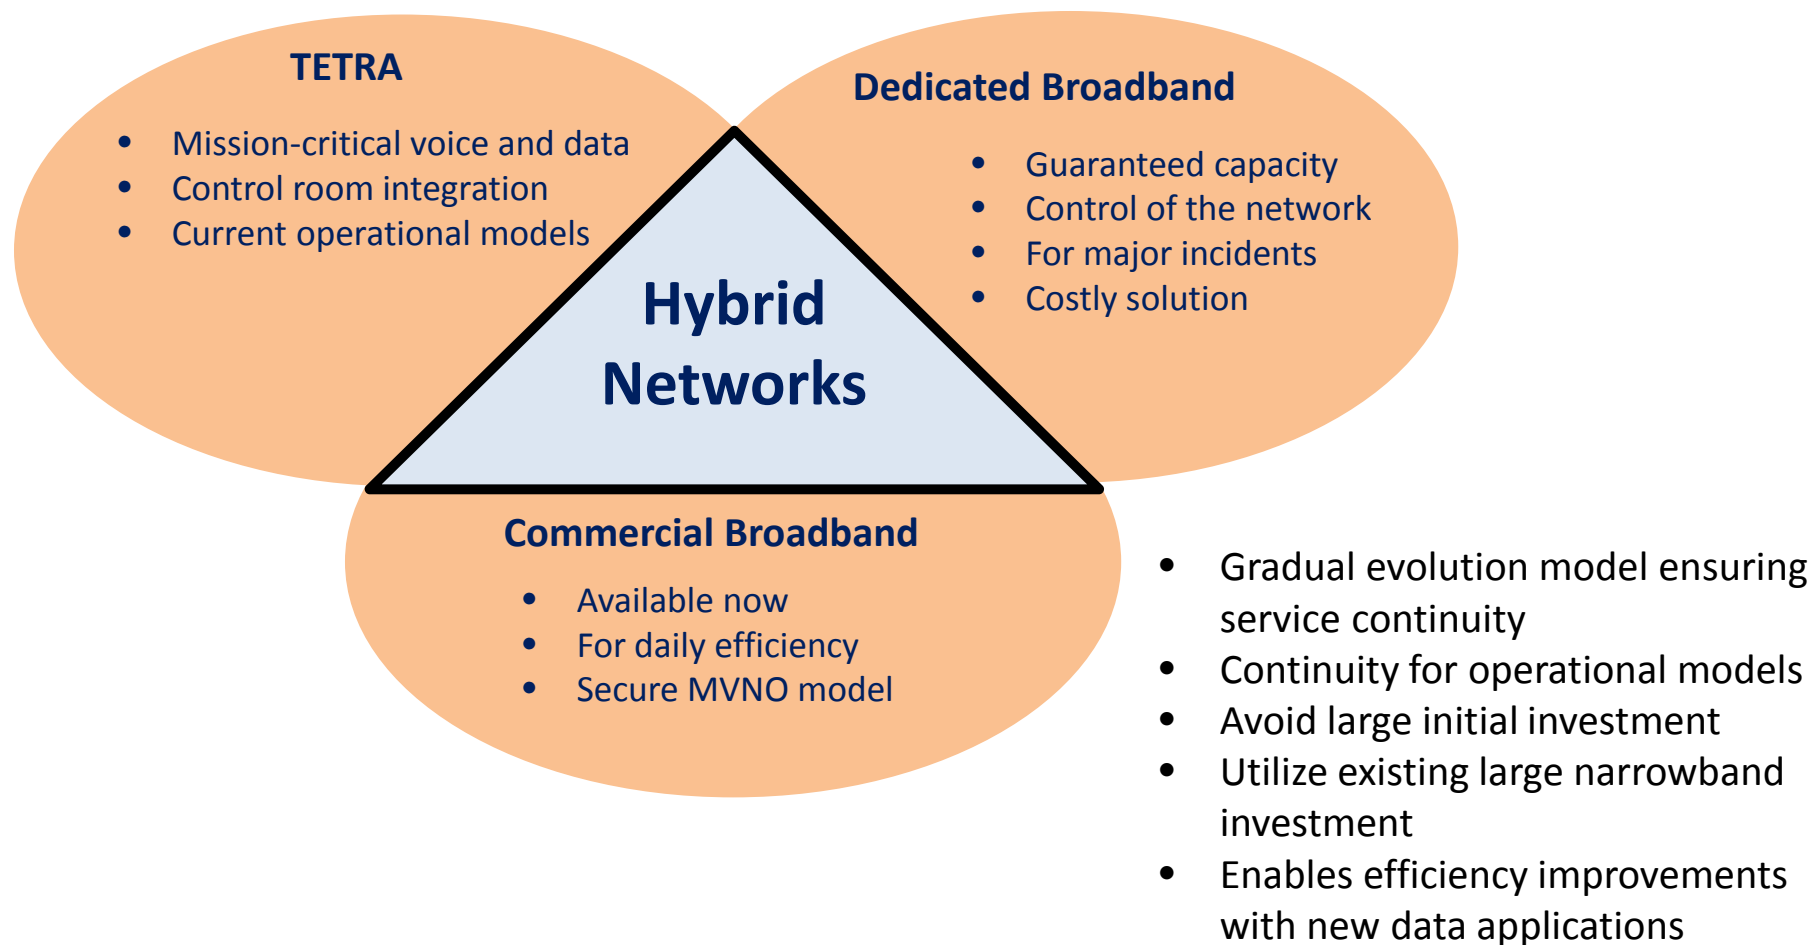 TETRA
• Mission-critical voice and data
• Control room integration
• Current operational models
Dedicated Broadband
• Guaranteed capacity
• Control of the network
• For major incidents
• Costly solution
Hybrid
Networks
Commercial Broadband
• Available now
• For daily efficiency
• Secure MVNO model
• Gradual evolution model ensuring
service continuity
• Continuity for operational models
• Avoid large initial investment
• Utilize existing large narrowband
investment
• Enables efficiency improvements
with new data applications